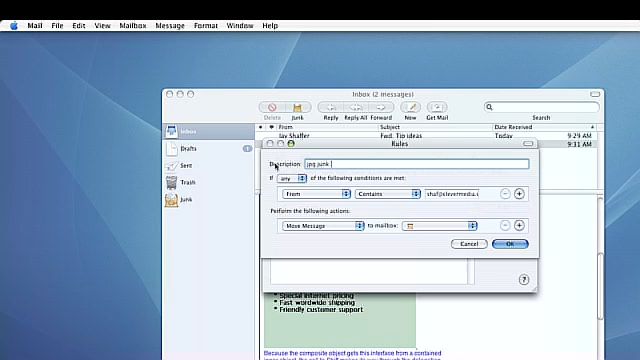 Mail File Edit View Mailbox Message Format Window Help
Inbox (2 messages)
Delete Junk Reply Reply All Forward New Get Mail Search
Inbox
Drafts 1
Sent
Trash
Junk
From Subject Date Received
Jay Shaffer Fwd: Tip ideas Today 9:29 AM
9:31 AM
Rules
Description: jpg junk
If any of the following conditions are met:
From Contains shaf@clevermedia.c
Perform the following actions:
Move Message to mailbox:
Cancel OK
?
* Special internet pricing
* Fast wordwide shipping
* Friendly customer support
Because the composite object gets this interface from a contained